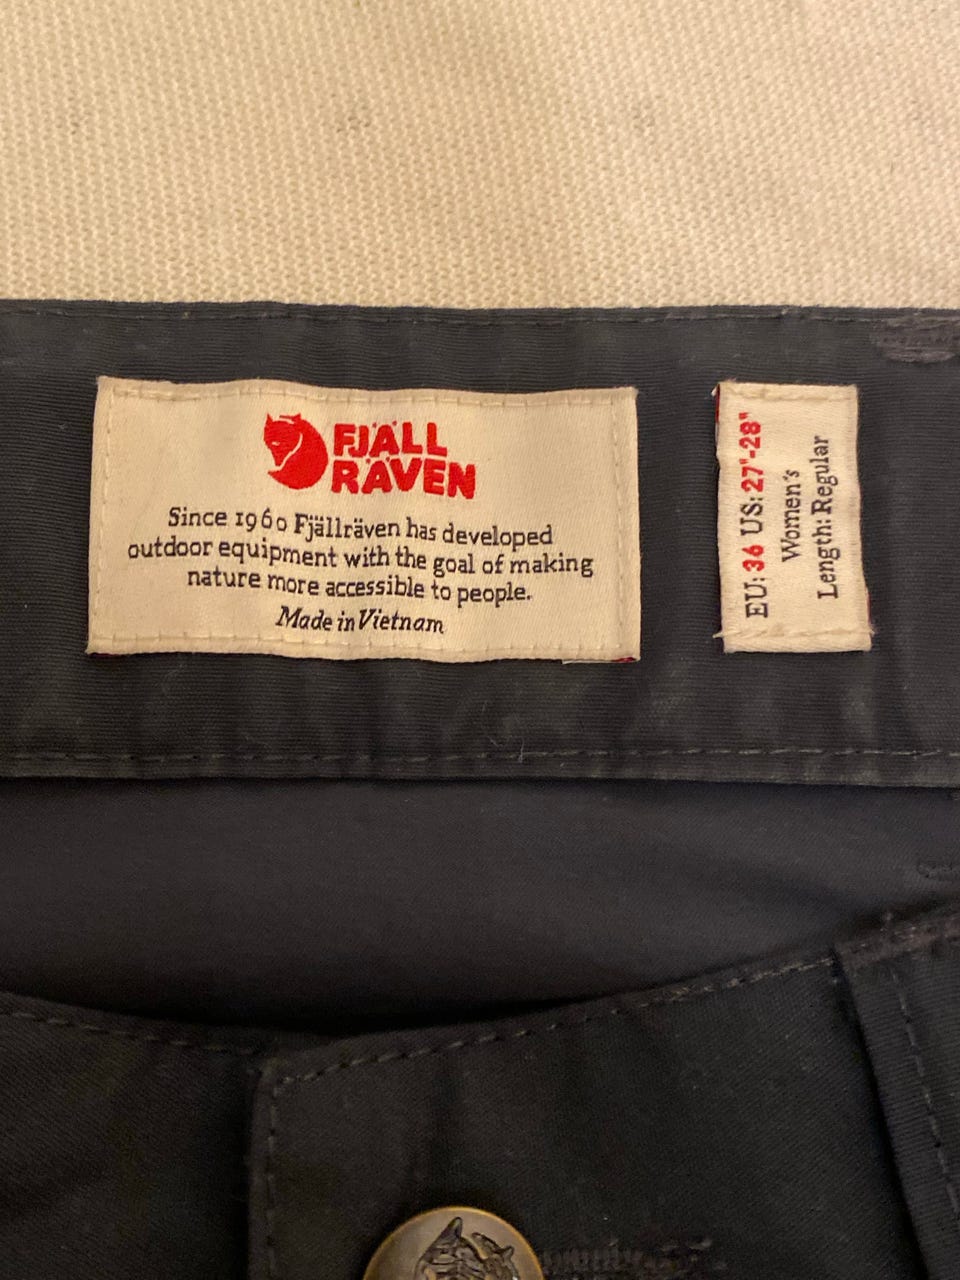 FJÄLL
RÄVEN
Since 1960 Fjällräven has developed
outdoor equipment with the goal of making
nature more accessible to people.
Made in Vietnam
EU: 36 US: 27"-28"
Women's
Length: Regular